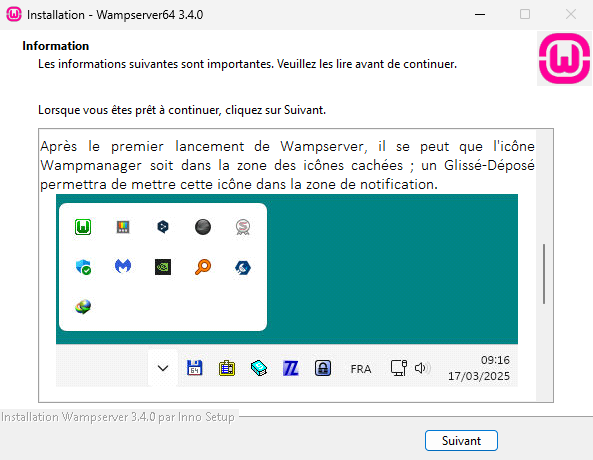 Installation - Wampserver64 3.4.0
Information
Les informations suivantes sont importantes. Veuillez les lire avant de continuer.
Lorsque vous êtes prêt à continuer, cliquez sur Suivant.
Après le premier lancement de Wampserver, il se peut que l'icône
Wampmanager soit dans la zone des icônes cachées ; un Glissé-Déposé
permettra de mettre cette icône dans la zone de notification.
64
FRA
09:16
17/03/2025
Installation Wampserver 3.4.0 par Inno Setup
Suivant